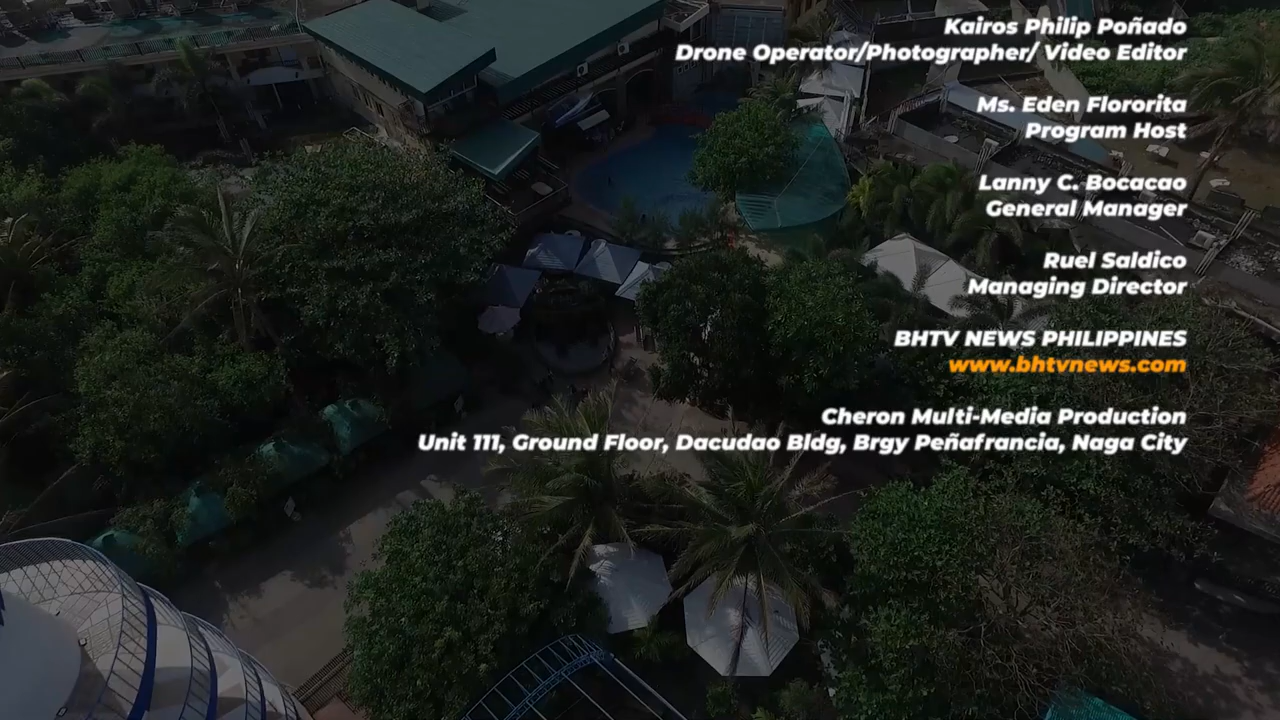 Kairos Philip Poñado
Drone Operator/Photographer/ Video Editor
Ms. Eden Flororita
Program Host
Lanny C. Bocacao
General Manager
Ruel Saldico
Managing Director
BHTV NEWS PHILIPPINES
www.bhtvnews.com
Cheron Multi-Media Production
Unit 111, Ground Floor, Dacudao Bldg, Brgy Peñafrancia, Naga City